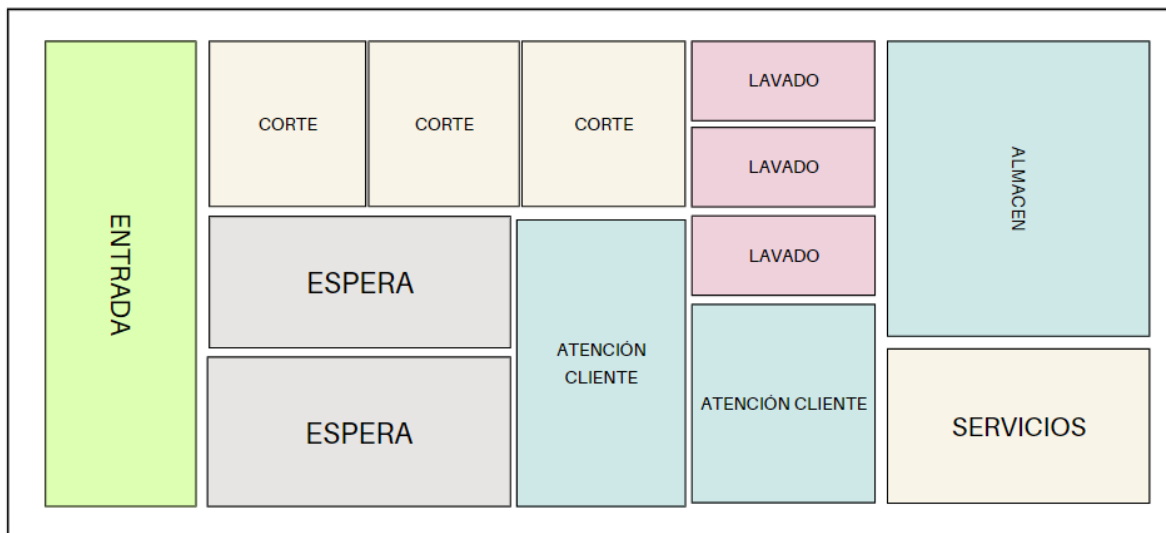 ENTRADA
CORTE
CORTE
CORTE
LAVADO
LAVADO
LAVADO
ALMACEN
ESPERA
ESPERA
ATENCIÓN
CLIENTE
ATENCIÓN CLIENTE
SERVICIOS